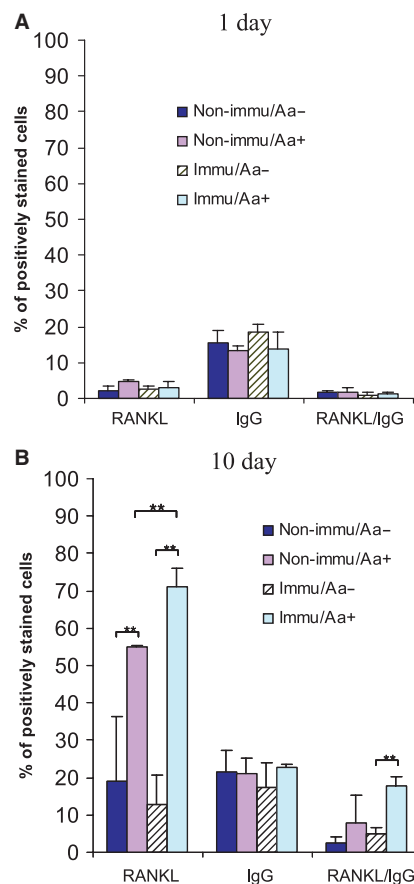 A
1 day
% of positively stained cells
100
90
80
70
60
50
40
30
20
10
0
Non-immu/Aa–
Non-immu/Aa+
Immu/Aa–
Immu/Aa+
RANKL IgG RANKL/IgG
B
10 day
% of positively stained cells
100
90
80
70
60
50
40
30
20
10
0
Non-immu/Aa–
Non-immu/Aa+
Immu/Aa–
Immu/Aa+
**
**
**
**
RANKL IgG RANKL/IgG